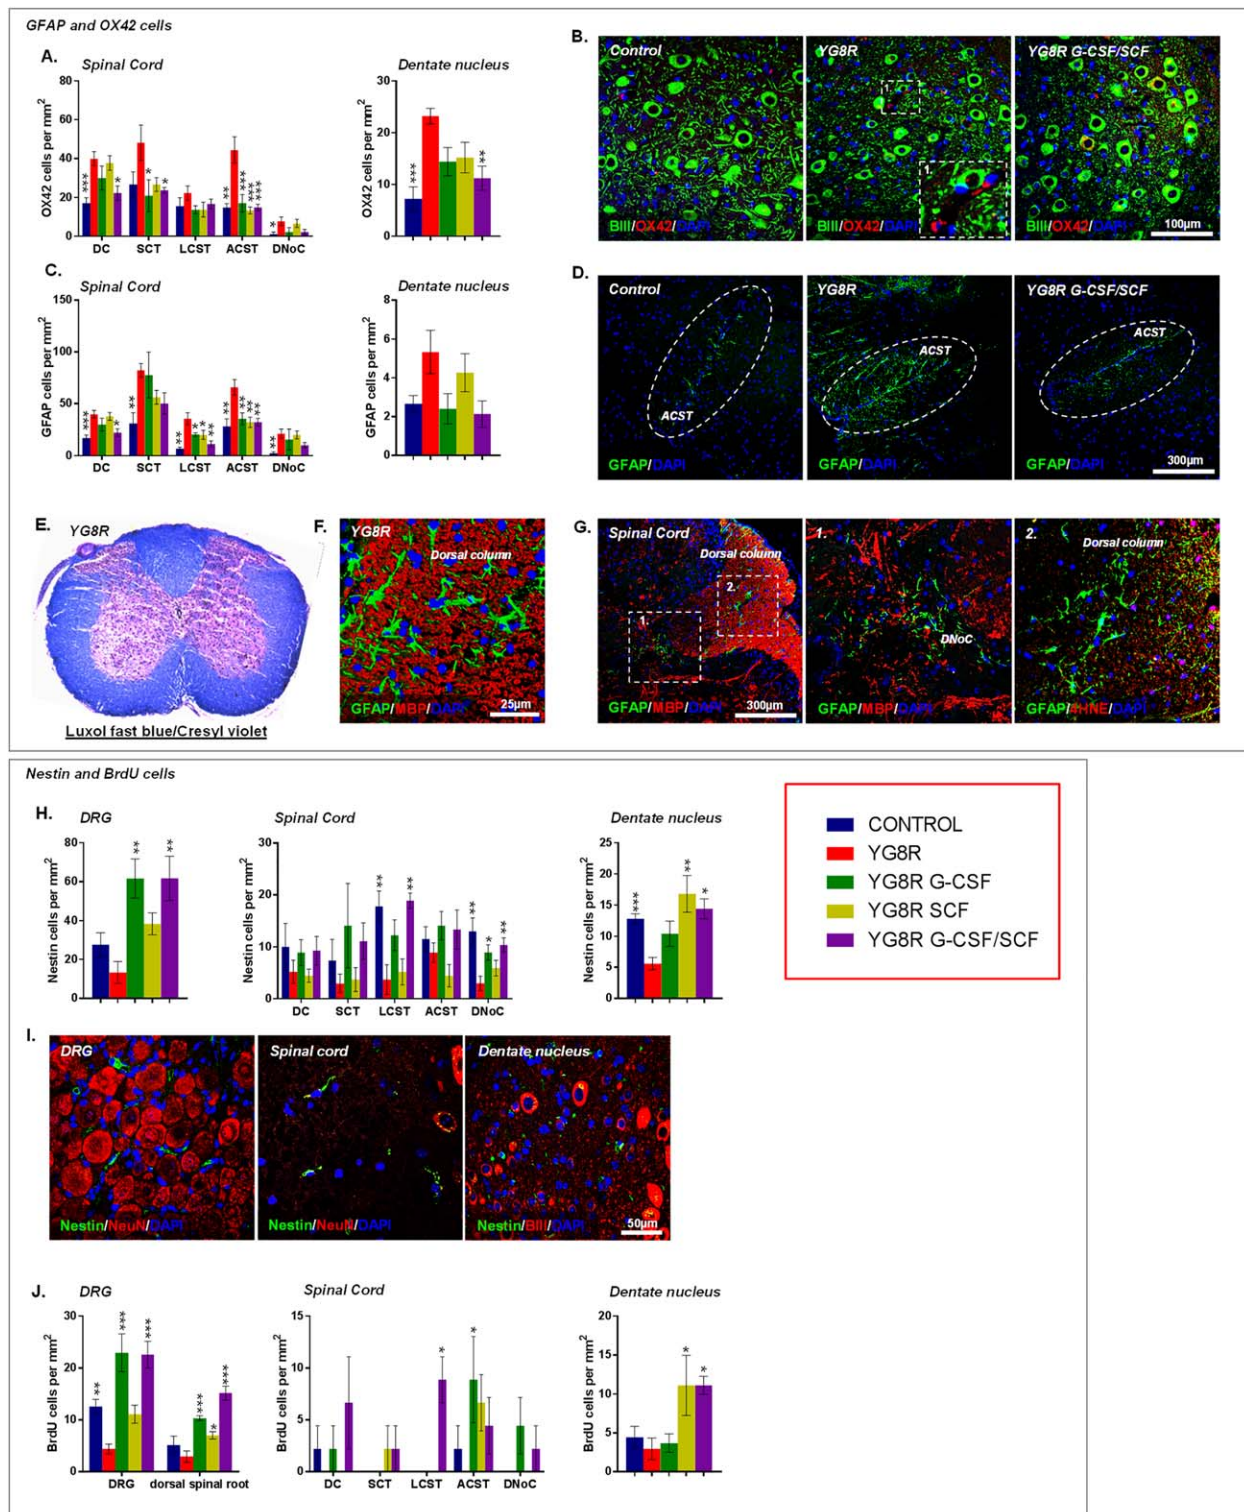 GFAP and OX42 cells
A.
Spinal Cord
Dentate nucleus
OX42 cells per mm2
80
60
40
20
0
*** * * * ** *** *** *** *
DC SCT LCST ACST DNoC
OX42 cells per mm2
30
20
10
0
*** **
B.
Control
YG8R
YG8R G-CSF/SCF
1.
1.
BIII/OX42/DAPI
BIII/OX42/DAPI
BIII/OX42/DAPI
100µm
C.
Spinal Cord
Dentate nucleus
GFAP cells per mm2
150
100
50
0
*** * ** ** * * ** ** ** ** ** **
DC SCT LCST ACST DNoC
GFAP cells per mm2
8
6
4
2
0
D.
Control
YG8R
YG8R G-CSF/SCF
ACST
ACST
ACST
GFAP/DAPI
GFAP/DAPI
GFAP/DAPI
300µm
E.
YG8R
Luxol fast blue/Cresyl violet
F.
YG8R
Dorsal column
GFAP/MBP/DAPI
25µm
G.
Spinal Cord
Dorsal column
1.
2.
GFAP/MBP/DAPI
300µm
1.
DNoC
GFAP/MBP/DAPI
2.
Dorsal column
GFAP/4HNE/DAPI
Nestin and BrdU cells
H.
DRG
Spinal Cord
Dentate nucleus
Nestin cells per mm2
80
60
40
20
0
** **
Nestin cells per mm2
30
20
10
0
** ** ** * **
DC SCT LCST ACST DNoC
Nestin cells per mm2
25
20
15
10
5
0
*** ** *
CONTROL
YG8R
YG8R G-CSF
YG8R SCF
YG8R G-CSF/SCF
I.
DRG
Spinal cord
Dentate nucleus
Nestin/NeuN/DAPI
Nestin/NeuN/DAPI
Nestin/BIII/DAPI
50µm
J.
DRG
Spinal Cord
Dentate nucleus
BrdU cells per mm2
30
20
10
0
** *** *** *** * ***
DRG dorsal spinal root
BrdU cells per mm2
15
10
5
0
* *
DC SCT LCST ACST DNoC
BrdU cells per mm2
20
15
10
5
0
* *